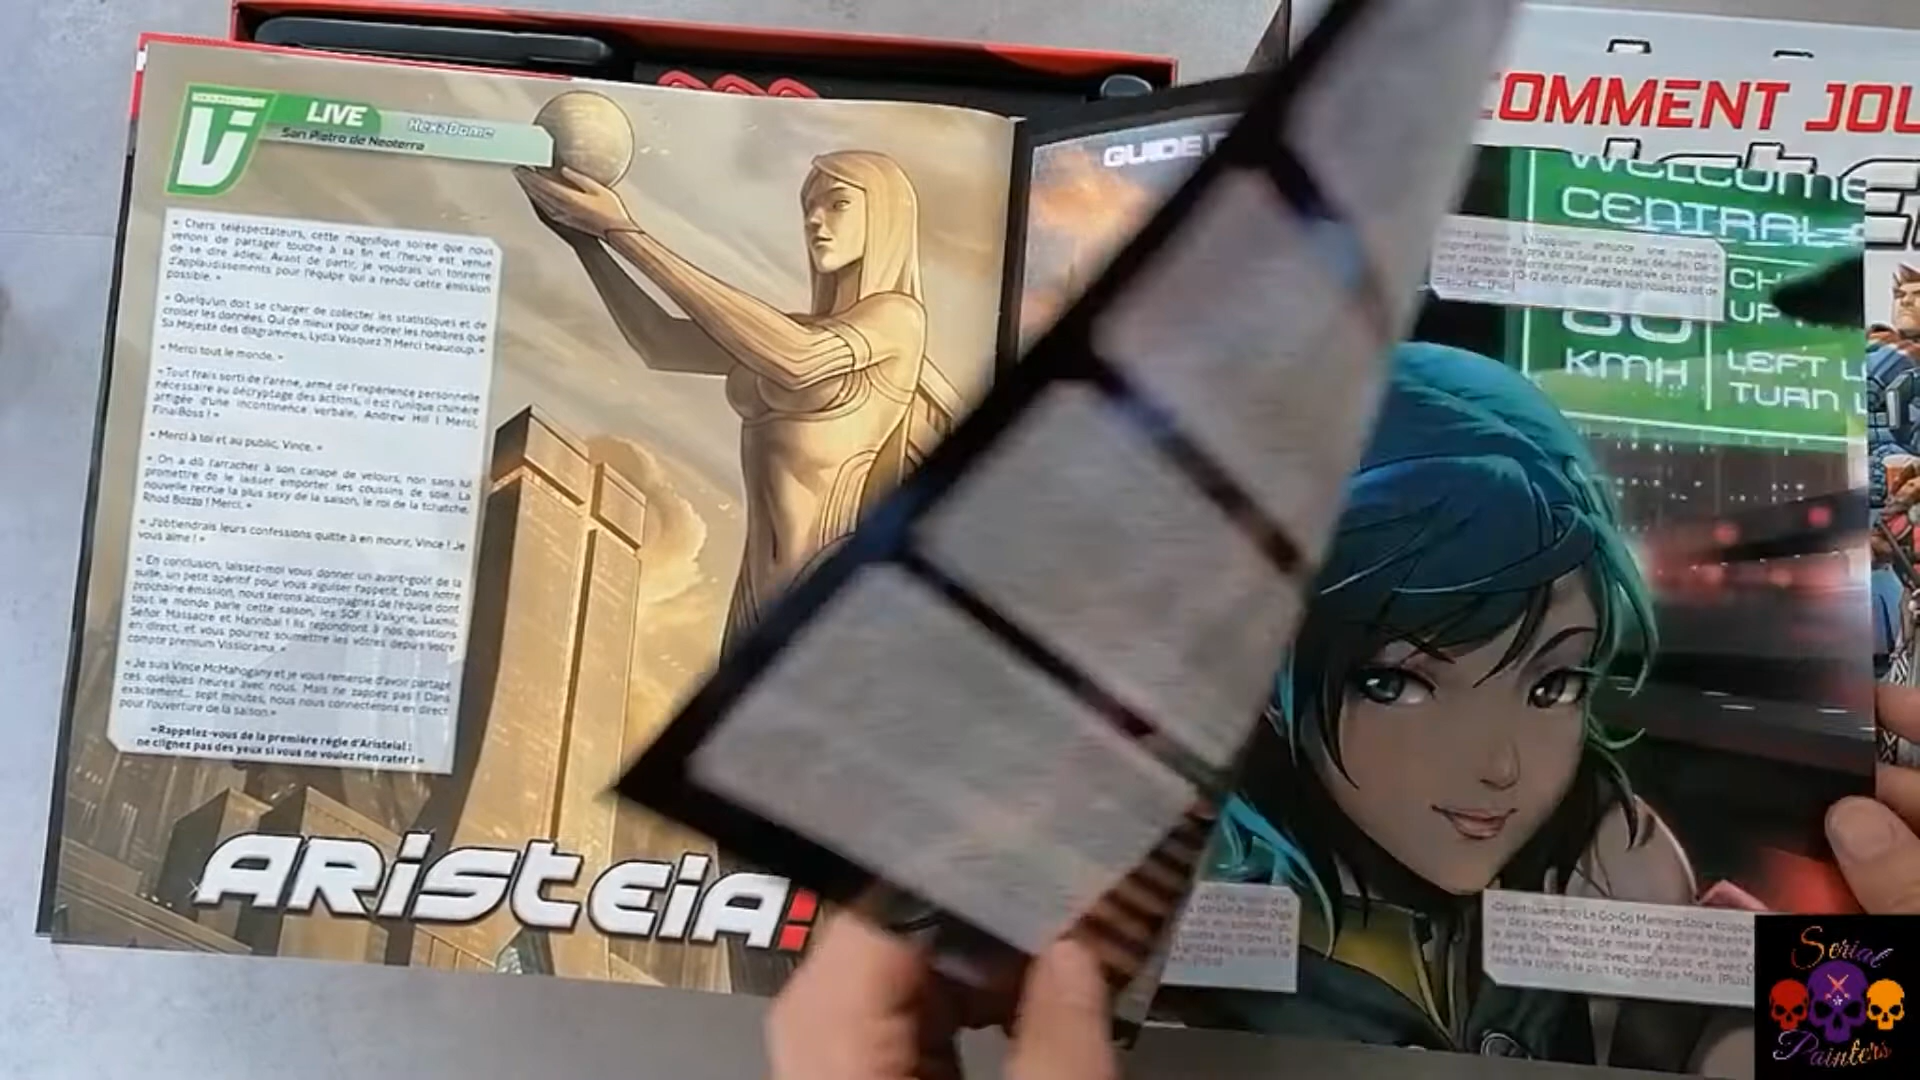 LIVE
HexaDome
San Pietro de Neoterra
« Chers téléspectateurs, cette magnifique soirée que nous
venons de partager touche à sa fin et l'heure est venue
de se dire adieu. Avant de partir, je voudrais un tonnerre
d'applaudissements pour l'équipe qui a rendu cette émission
possible. »
« Quelqu'un doit se charger de collecter les statistiques et de
croiser les données. Qui de mieux pour dévorer les nombres que
Sa Majesté des diagrammes, Lydia Vasquez ?! Merci beaucoup. »
« Merci tout le monde. »
« Tout frais sorti de l'arène, armé de l'expérience personnelle
nécessaire au décryptage des actions, il est l'unique chimère
affligée d'une incontinence verbale, Andrew Hill ! Merci,
FinalBoss ! »
« Merci à toi et au public, Vince. »
« On a dû l'arracher à son canapé de velours, non sans lui
promettre de le laisser emporter ses coussins de soie. La
nouvelle recrue la plus sexy de la saison, le roi de la tchatche,
Rhod Bozzo ! Merci. »
« J'obtiendrais leurs confessions quitte à en mourir, Vince ! Je
vous aime ! »
« En conclusion, laissez-moi vous donner un avant-goût de la
suite, un petit apéritif pour vous aiguiser l'appétit. Dans notre
prochaine émission, nous serons accompagnés de l'équipe dont
tout le monde parle cette saison, les SOF ! Valkyrie, Laxmii,
Señor Massacre et Hannibal ! Ils répondront à nos questions
en direct, et vous pourrez soumettre les vôtres depuis votre
compte premium Vissiorama. »
« Je suis Vince McMahogany et je vous remercie d'avoir partagé
ces quelques heures avec nous. Mais ne zappez pas ! Dans
exactement... sept minutes, nous nous connecterons en direct
pour l'ouverture de la saison. »
« Rappelez-vous de la première règle d'Aristeia! :
ne clignez pas des yeux si vous ne voulez rien rater ! »
ARISTEIA!
GUIDE
COMMENT JOU
WELCOME
CENTRAL
80
KMH
CH
UP
LEFT L
TURN L
Serial
Painters